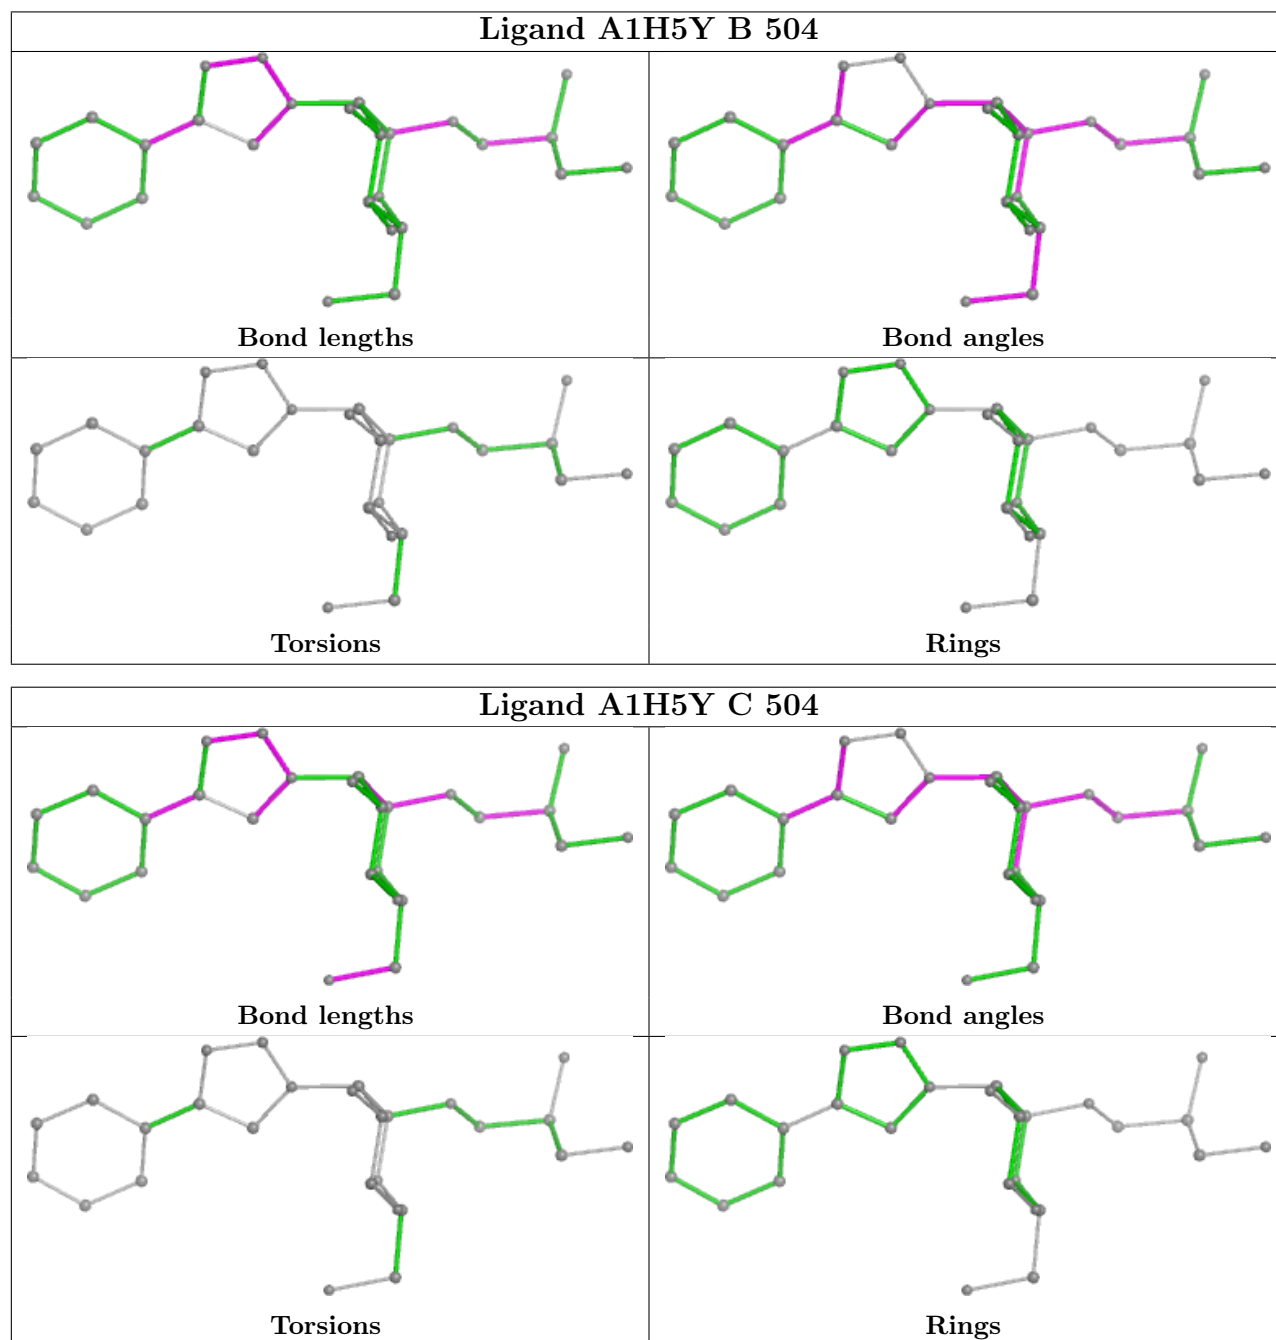 Ligand A1H5Y B 504
Bond lengths
Bond angles
Torsions
Rings
Ligand A1H5Y C 504
Bond lengths
Bond angles
Torsions
Rings